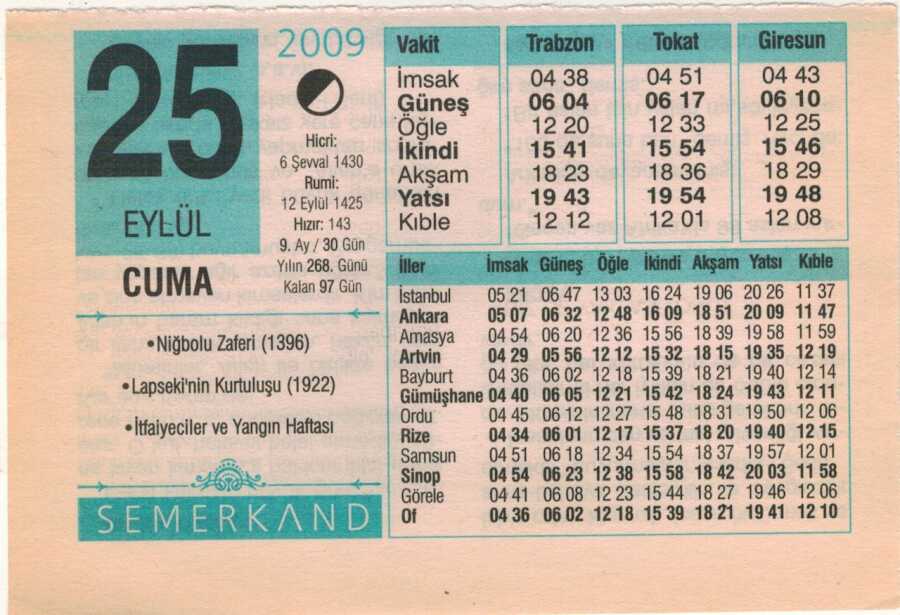 25
EYLÜL
CUMA
2009
Hicri:
6 Şevval 1430
Rumi:
12 Eylül 1425
Hızır: 143
9. Ay / 30 Gün
Yılın 268. Günü
Kalan 97 Gün
•Niğbolu Zaferi (1396)
•Lapseki'nin Kurtuluşu (1922)
•İtfaiyeciler ve Yangın Haftası
SEMERKAND
Vakit Trabzon Tokat Giresun
İmsak 04 38 04 51 04 43
Güneş 06 04 06 17 06 10
Öğle 12 20 12 33 12 25
İkindi 15 41 15 54 15 46
Akşam 18 23 18 36 18 29
Yatsı 19 43 19 54 19 48
Kıble 12 12 12 01 12 08
İller İmsak Güneş Öğle İkindi Akşam Yatsı Kıble
İstanbul 05 21 06 47 13 03 16 24 19 06 20 26 11 37
Ankara 05 07 06 32 12 48 16 09 18 51 20 09 11 47
Amasya 04 54 06 20 12 36 15 56 18 39 19 58 11 59
Artvin 04 29 05 56 12 12 15 32 18 15 19 35 12 19
Bayburt 04 36 06 02 12 18 15 39 18 21 19 40 12 14
Gümüşhane 04 40 06 05 12 21 15 42 18 24 19 43 12 11
Ordu 04 45 06 12 12 27 15 48 18 31 19 50 12 06
Rize 04 34 06 01 12 17 15 37 18 20 19 40 12 15
Samsun 04 51 06 18 12 34 15 54 18 37 19 57 12 01
Sinop 04 54 06 23 12 38 15 58 18 42 20 03 11 58
Görele 04 41 06 08 12 23 15 44 18 27 19 46 12 06
Of 04 36 06 02 12 18 15 39 18 21 19 41 12 10